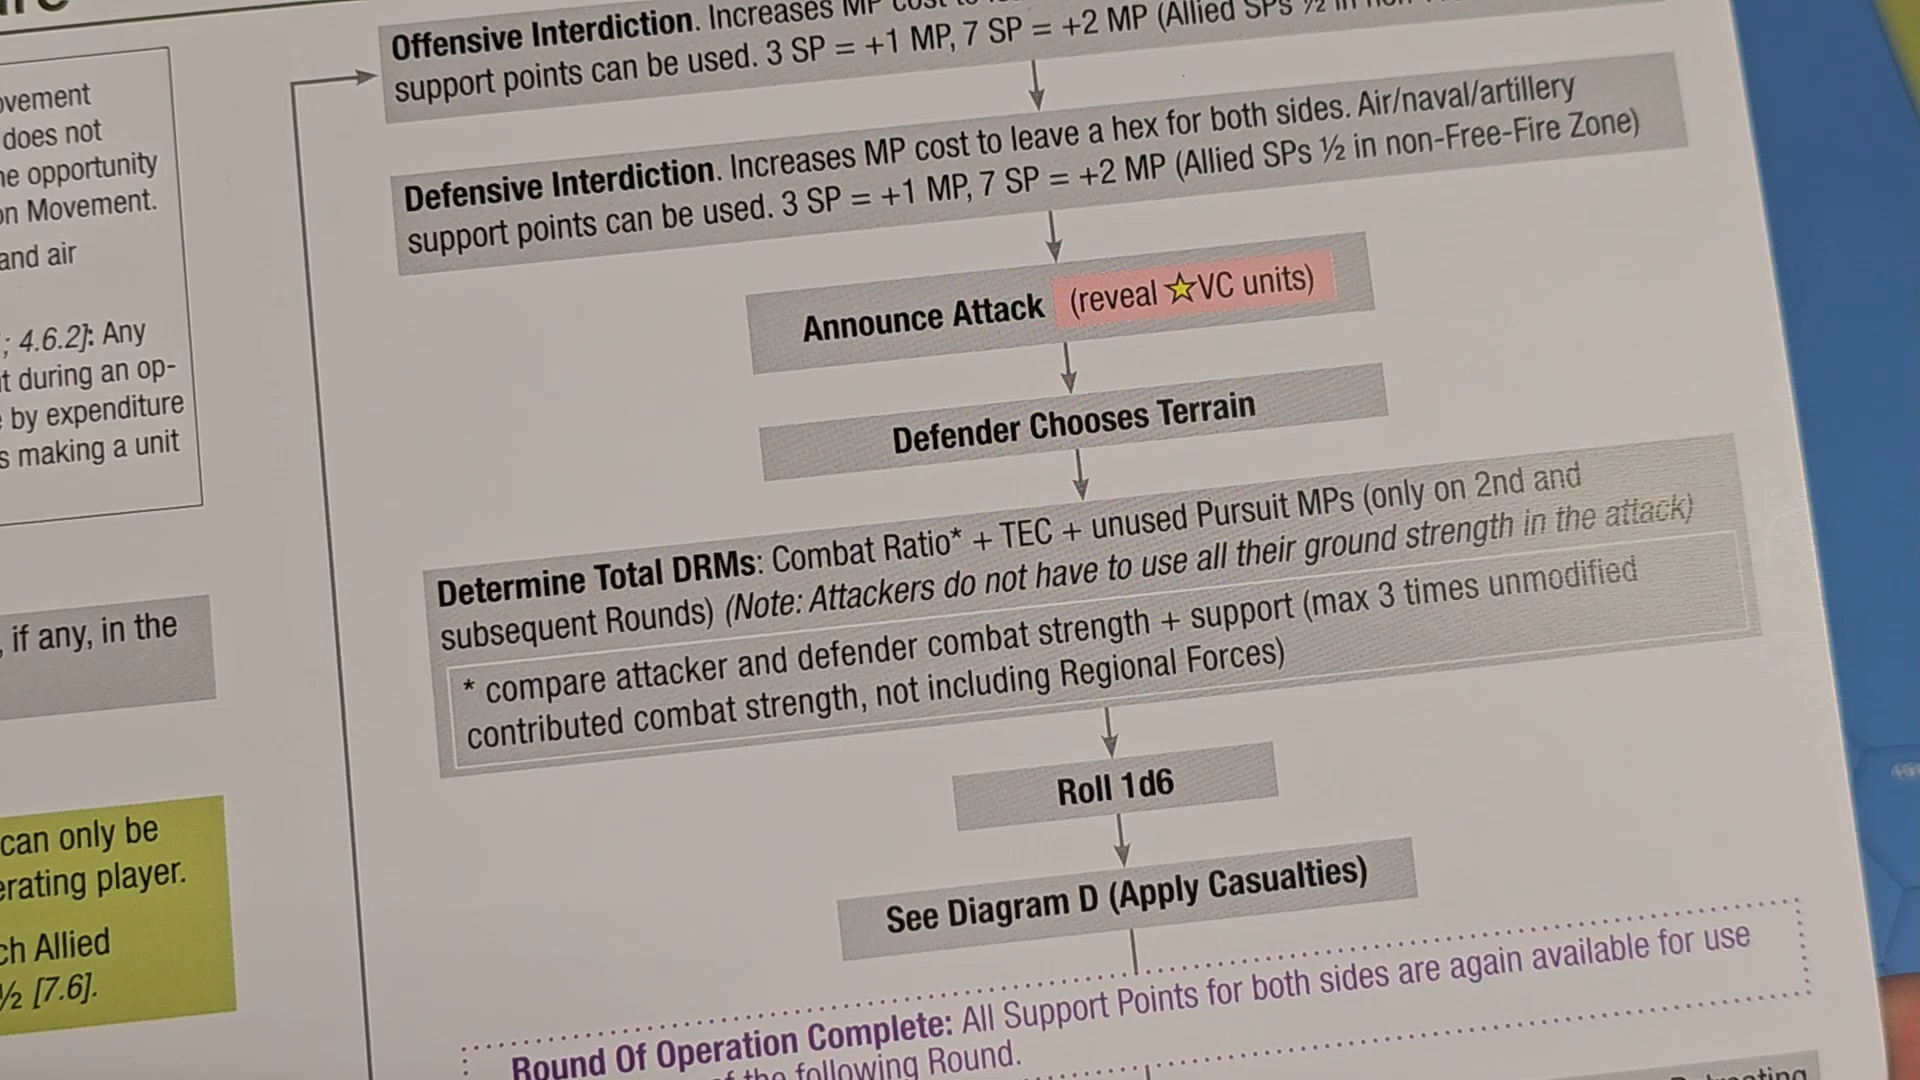 Offensive Interdiction. Increases MP cost to
support points can be used. 3 SP = +1 MP, 7 SP = +2 MP (Allied SPs ½ in
Defensive Interdiction. Increases MP cost to leave a hex for both sides. Air/naval/artillery
support points can be used. 3 SP = +1 MP, 7 SP = +2 MP (Allied SPs ½ in non-Free-Fire Zone)
Announce Attack (reveal ☆VC units)
Defender Chooses Terrain
Determine Total DRMs: Combat Ratio* + TEC + unused Pursuit MPs (only on 2nd and
subsequent Rounds) (Note: Attackers do not have to use all their ground strength in the attack)
* compare attacker and defender combat strength + support (max 3 times unmodified
contributed combat strength, not including Regional Forces)
Roll 1d6
See Diagram D (Apply Casualties)
Round Of Operation Complete: All Support Points for both sides are again available for use
the following Round.
ovement
does not
opportunity
on Movement.
and air
; 4.6.2]: Any
t during an op-
by expenditure
s making a unit
, if any, in the
can only be
erating player.
ch Allied
½ [7.6].